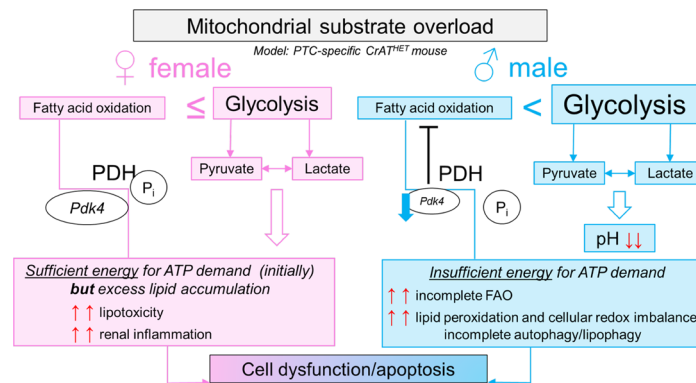 Mitochondrial substrate overload
Model: PTC-specific CrAT^HET mouse
♀ female
Fatty acid oxidation ≤ Glycolysis
PDH
Pi
Pdk4
Pyruvate
Lactate
Sufficient energy for ATP demand (initially)
but excess lipid accumulation
↑ ↑ lipotoxicity
↑ ↑ renal inflammation
♂ male
Fatty acid oxidation < Glycolysis
PDH
Pdk4
Pi
Pyruvate
Lactate
pH ↓↓
Insufficient energy for ATP demand
↑ ↑ incomplete FAO
↑ ↑ lipid peroxidation and cellular redox imbalance
incomplete autophagy/lipophagy
Cell dysfunction/apoptosis